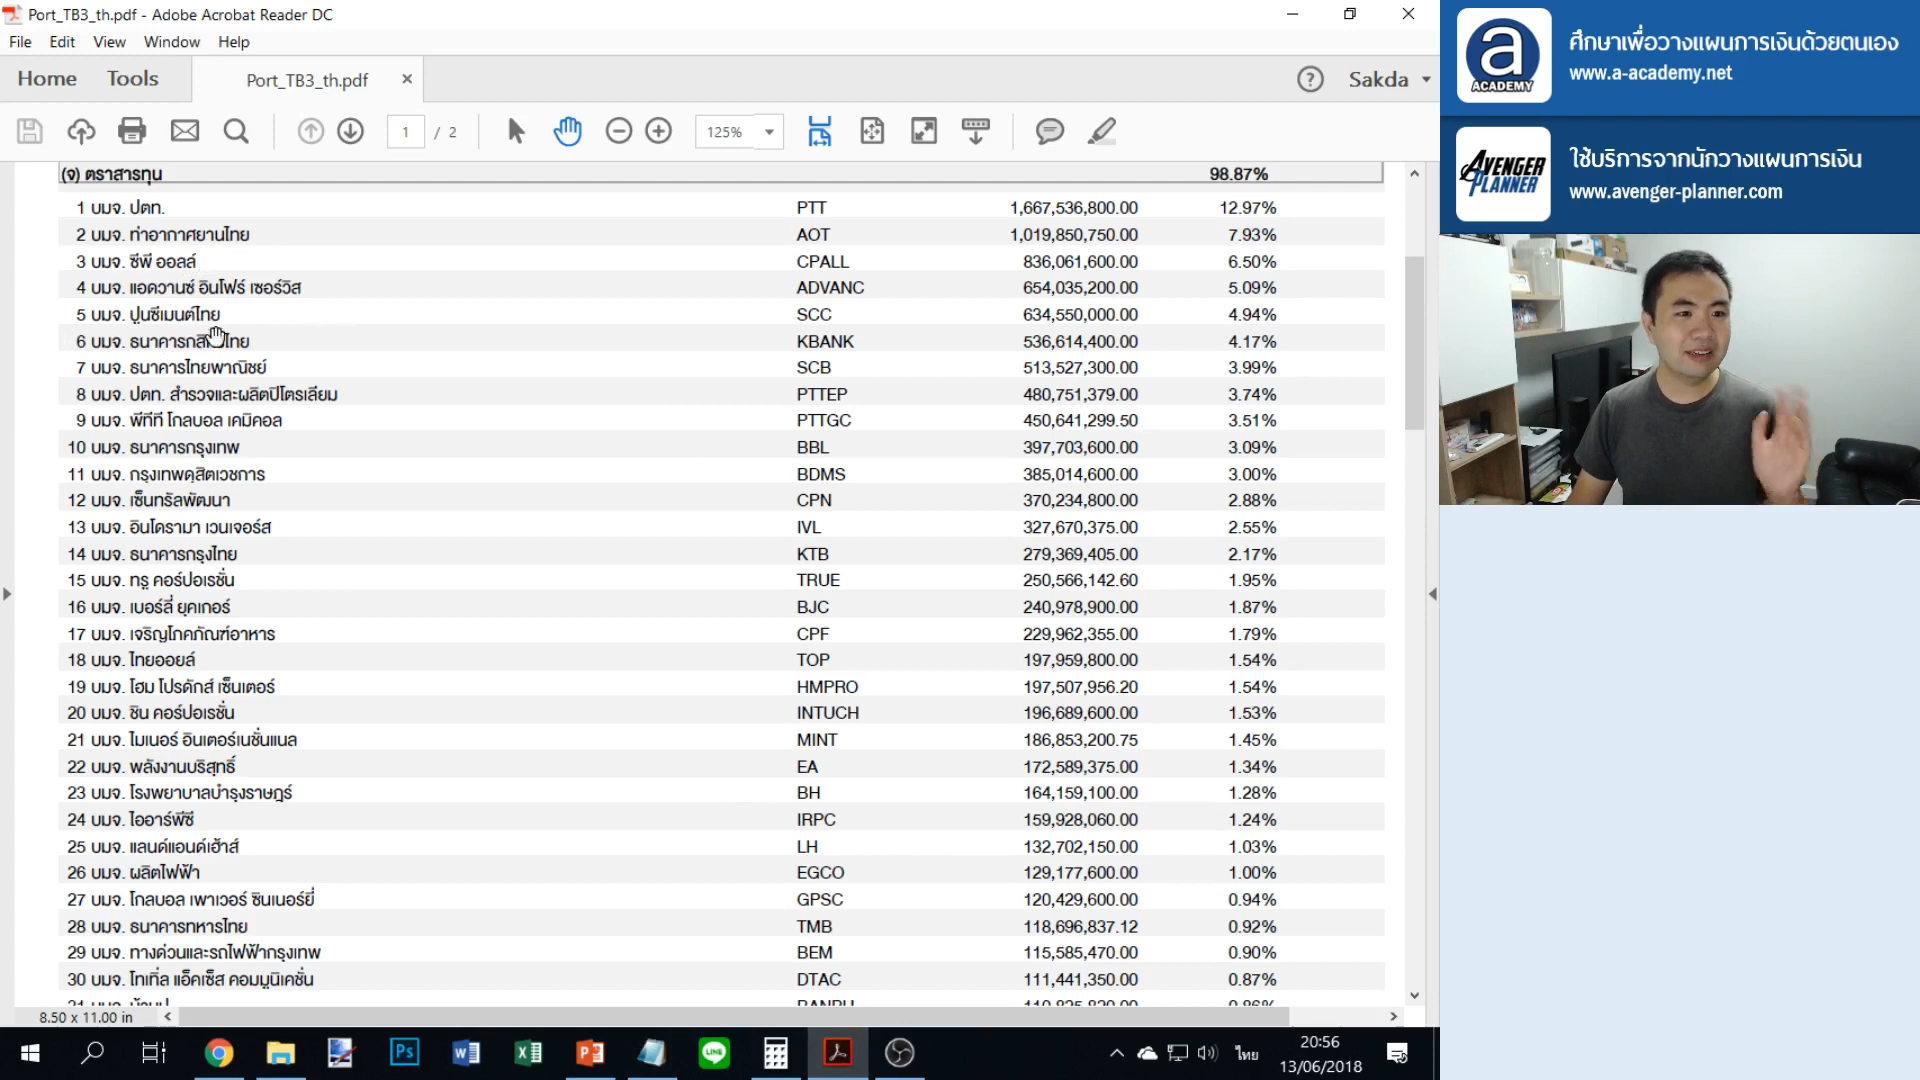 Port_TB3_th.pdf - Adobe Acrobat Reader DC
File Edit View Window Help
Home Tools Port_TB3_th.pdf Sakda
1 / 2 125%
(จ) ตราสารทุน 98.87%
1 บมจ. ปตท. PTT 1,667,536,800.00 12.97%
2 บมจ. ท่าอากาศยานไทย AOT 1,019,850,750.00 7.93%
3 บมจ. ซีพี ออลล์ CPALL 836,061,600.00 6.50%
4 บมจ. แอดวานซ์ อินโฟร์ เซอร์วิส ADVANC 654,035,200.00 5.09%
5 บมจ. ปูนซีเมนต์ไทย SCC 634,550,000.00 4.94%
6 บมจ. ธนาคารกสิกรไทย KBANK 536,614,400.00 4.17%
7 บมจ. ธนาคารไทยพาณิชย์ SCB 513,527,300.00 3.99%
8 บมจ. ปตท. สำรวจและผลิตปิโตรเลียม PTTEP 480,751,379.00 3.74%
9 บมจ. พีทีที โกลบอล เคมิคอล PTTGC 450,641,299.50 3.51%
10 บมจ. ธนาคารกรุงเทพ BBL 397,703,600.00 3.09%
11 บมจ. กรุงเทพดุสิตเวชการ BDMS 385,014,600.00 3.00%
12 บมจ. เซ็นทรัลพัฒนา CPN 370,234,800.00 2.88%
13 บมจ. อินโดรามา เวนเจอร์ส IVL 327,670,375.00 2.55%
14 บมจ. ธนาคารกรุงไทย KTB 279,369,405.00 2.17%
15 บมจ. ทรู คอร์ปอเรชั่น TRUE 250,566,142.60 1.95%
16 บมจ. เบอร์ลี่ ยุคเกอร์ BJC 240,978,900.00 1.87%
17 บมจ. เจริญโภคภัณฑ์อาหาร CPF 229,962,355.00 1.79%
18 บมจ. ไทยออยล์ TOP 197,959,800.00 1.54%
19 บมจ. โฮม โปรดักส์ เซ็นเตอร์ HMPRO 197,507,956.20 1.54%
20 บมจ. ชิน คอร์ปอเรชั่น INTUCH 196,689,600.00 1.53%
21 บมจ. ไมเนอร์ อินเตอร์เนชั่นแนล MINT 186,853,200.75 1.45%
22 บมจ. พลังงานบริสุทธิ์ EA 172,589,375.00 1.34%
23 บมจ. โรงพยาบาลบำรุงราษฎร์ BH 164,159,100.00 1.28%
24 บมจ. ไออาร์พีซี IRPC 159,928,060.00 1.24%
25 บมจ. แลนด์แอนด์เฮ้าส์ LH 132,702,150.00 1.03%
26 บมจ. ผลิตไฟฟ้า EGCO 129,177,600.00 1.00%
27 บมจ. โกลบอล เพาเวอร์ ซินเนอร์ยี่ GPSC 120,429,600.00 0.94%
28 บมจ. ธนาคารทหารไทย TMB 118,696,837.12 0.92%
29 บมจ. ทางด่วนและรถไฟฟ้ากรุงเทพ BEM 115,585,470.00 0.90%
30 บมจ. โทเทิ่ล แอ็คเซ็ส คอมมูนิเคชั่น DTAC 111,441,350.00 0.87%
8.50 x 11.00 in
Ps LINE ไทย 20:56
13/06/2018
a ACADEMY
ศึกษาเพื่อวางแผนการเงินด้วยตนเอง
www.a-academy.net
AVENGER PLANNER
ใช้บริการจากนักวางแผนการเงิน
www.avenger-planner.com